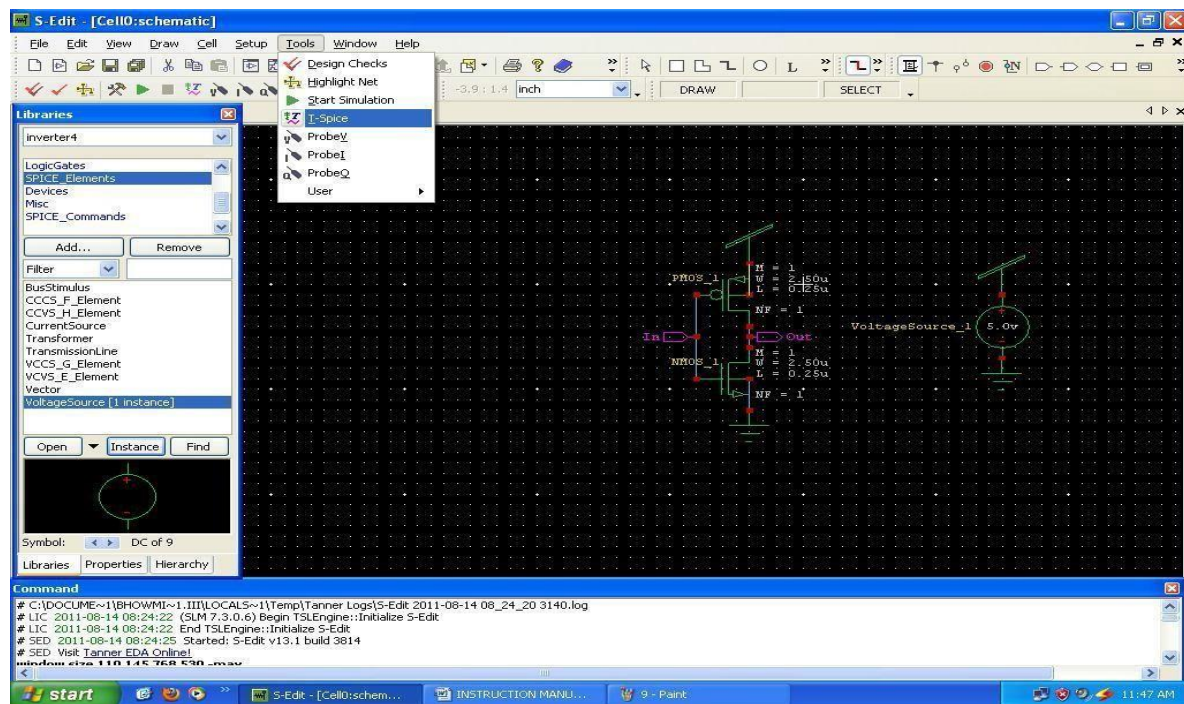 S-Edit - [Cell0:schematic]
File Edit View Draw Cell Setup Tools Window Help
Design Checks
Highlight Net
Start Simulation
T-Spice
ProbeV
ProbeI
ProbeQ
User
-3.9 : 1.4 inch
DRAW
SELECT
Libraries
inverter4
LogicGates
SPICE_Elements
Devices
Misc
SPICE_Commands
Add... Remove
Filter
BusStimulus
CCCS_F_Element
CCVS_H_Element
CurrentSource
Transformer
TransmissionLine
VCCS_G_Element
VCVS_E_Element
Vector
VoltageSource [1 instance]
Open Instance Find
Symbol: DC of 9
Libraries Properties Hierarchy
PMOS_1
M = 1
W = 2.50u
L = 0.25u
NF = 1
In
Out
NMOS_1
M = 1
W = 2.50u
L = 0.25u
NF = 1
VoltageSource_1
5.0v
Command
# C:\DOCUME~1\BHOWMI~1.III\LOCALS~1\Temp\Tanner Logs\S-Edit 2011-08-14 08_24_20 3140.log
# LIC 2011-08-14 08:24:22 (SLM 7.3.0.6) Begin TSLEngine::Initialize S-Edit
# LIC 2011-08-14 08:24:22 End TSLEngine::Initialize S-Edit
# SED 2011-08-14 08:24:25 Started: S-Edit v13.1 build 3814
# SED Visit Tanner EDA Online!
window size 110 145 768 530 -max
start
S-Edit - [Cell0:schem...
INSTRUCTION MANU...
9 - Paint
11:47 AM